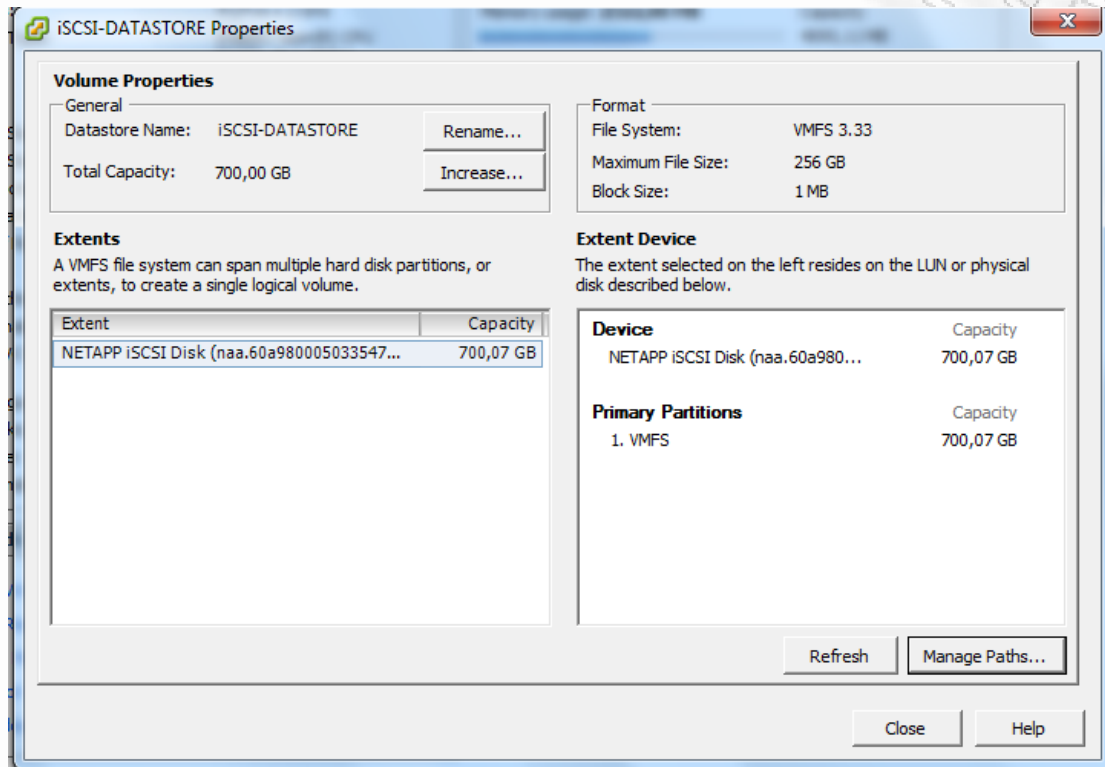 iSCSI-DATASTORE Properties
Volume Properties
General
Datastore Name: iSCSI-DATASTORE
Rename...
Total Capacity: 700,00 GB
Increase...
Format
File System: VMFS 3.33
Maximum File Size: 256 GB
Block Size: 1 MB
Extents
A VMFS file system can span multiple hard disk partitions, or
extents, to create a single logical volume.
Extent Capacity
NETAPP iSCSI Disk (naa.60a980005033547... 700,07 GB
Extent Device
The extent selected on the left resides on the LUN or physical
disk described below.
Device Capacity
NETAPP iSCSI Disk (naa.60a980... 700,07 GB
Primary Partitions Capacity
1. VMFS 700,07 GB
Refresh Manage Paths...
Close Help